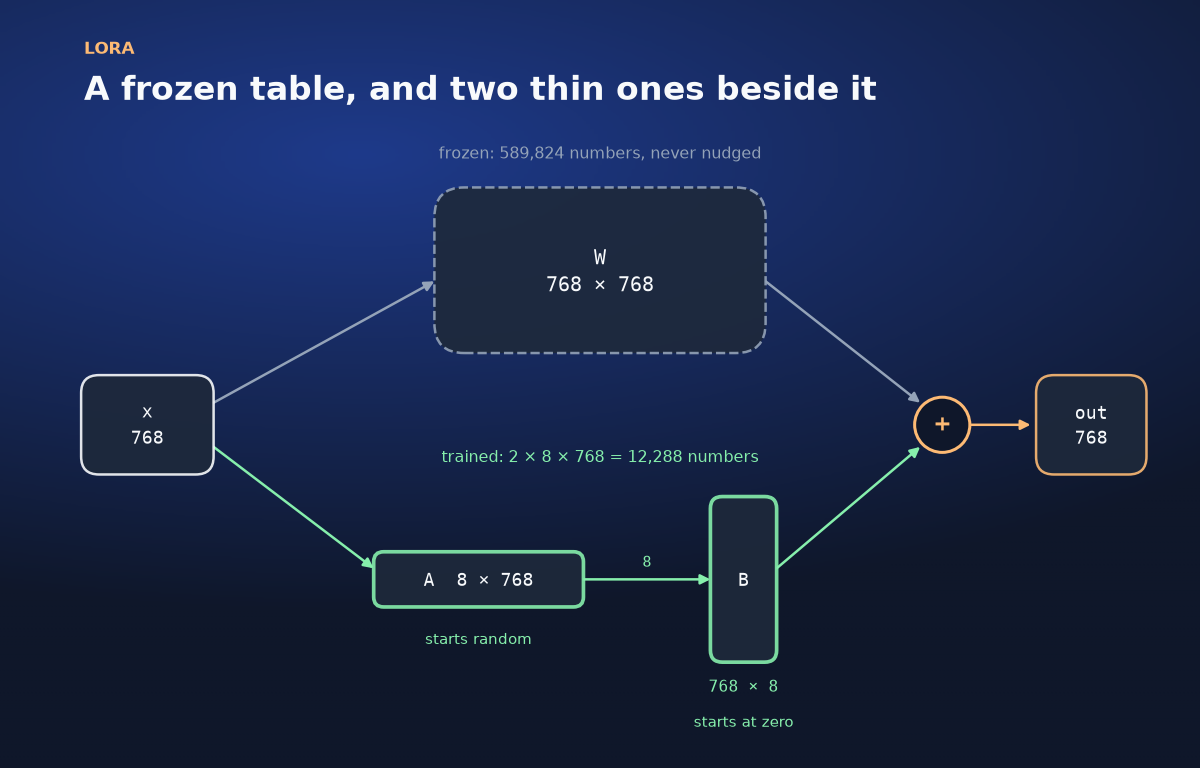 LORA
A frozen table, and two thin ones beside it
frozen: 589,824 numbers, never nudged
W
768 × 768
x
768
+
out
768
trained: 2 × 8 × 768 = 12,288 numbers
A  8 × 768
8
B
starts random
768 × 8
starts at zero